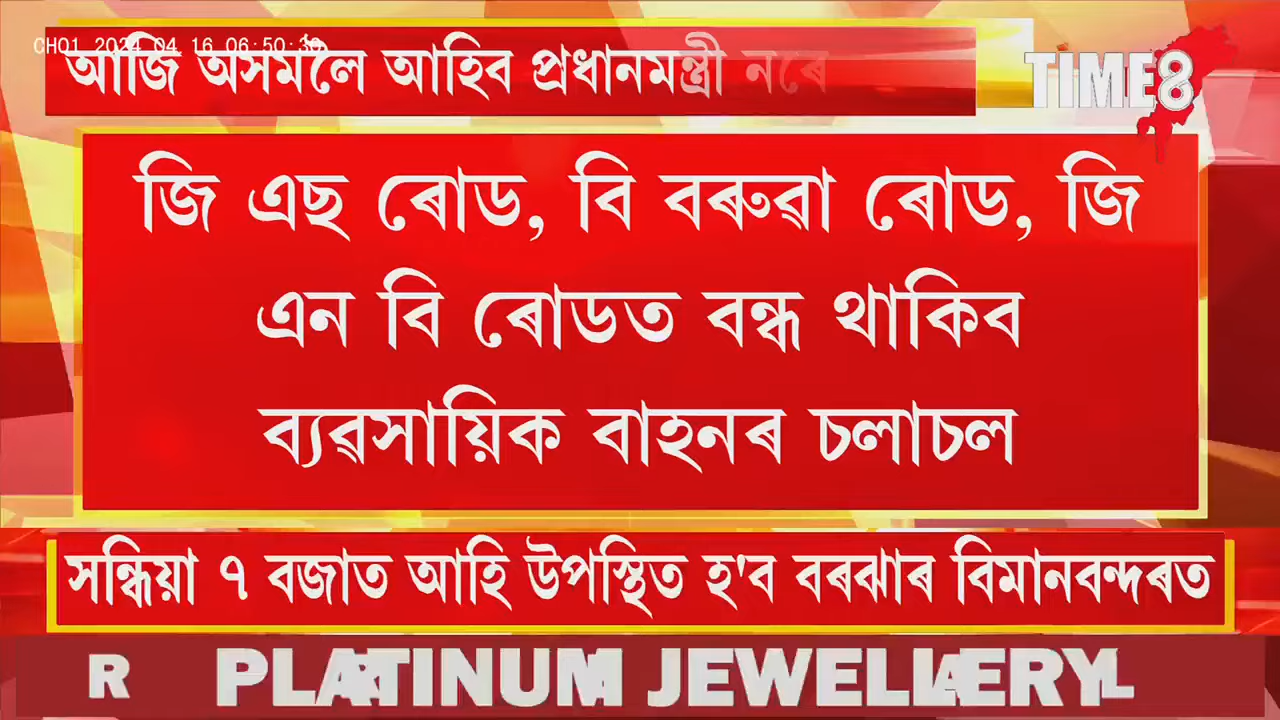 CH01 2024 04 16 06:50:30
আজি অসমলৈ আহিব প্ৰধানমন্ত্ৰী
TIME8
জি এছ ৰোড, বি বৰুৱা ৰোড, জি
এন বি ৰোডত বন্ধ থাকিব
ব্যৱসায়িক বাহনৰ চলাচল
সন্ধিয়া ৭ বজাত আহি উপস্থিত হ'ব বৰঝাৰ বিমানবন্দৰত
PLATINUM JEWELLERY